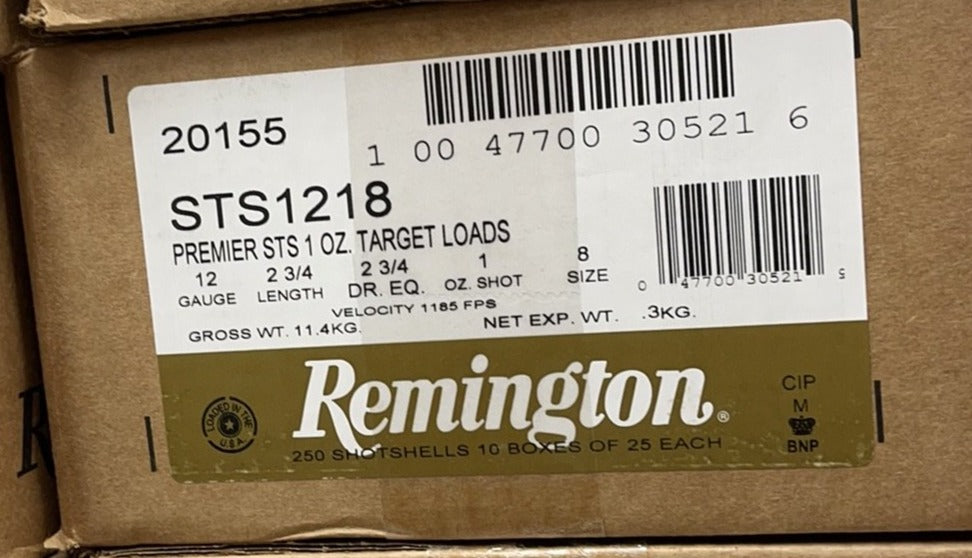 20155
1 00 47700 30521 6
STS1218
PREMIER STS 1 OZ. TARGET LOADS
12 2 3/4 2 3/4 1 8
GAUGE LENGTH DR. EQ. OZ. SHOT SIZE
0 47700 30521 5
VELOCITY 1185 FPS
GROSS WT. 11.4KG. NET EXP. WT. .3KG.
Remington®
LOADED IN THE U.S.A.
250 SHOTSHELLS 10 BOXES OF 25 EACH
CIP
M
BNP